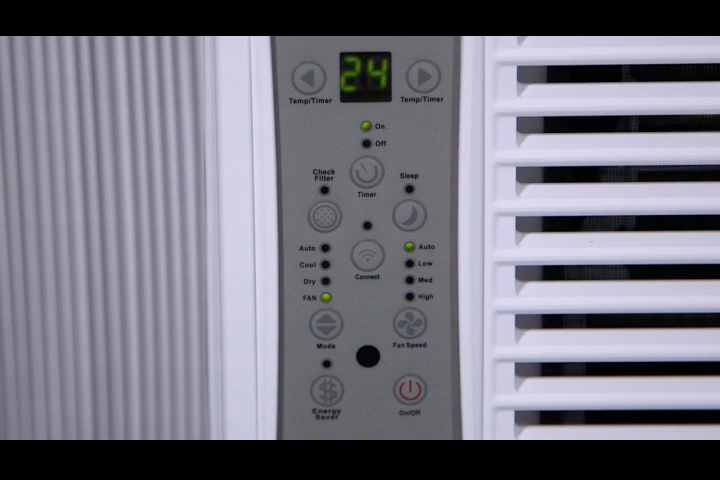 24
Temp/Timer Temp/Timer
On
Off
Check
Filter
Sleep
Timer
Auto Auto
Cool Low
Connect
Dry Med
FAN High
Mode Fan Speed
$
Energy
Saver
On/Off